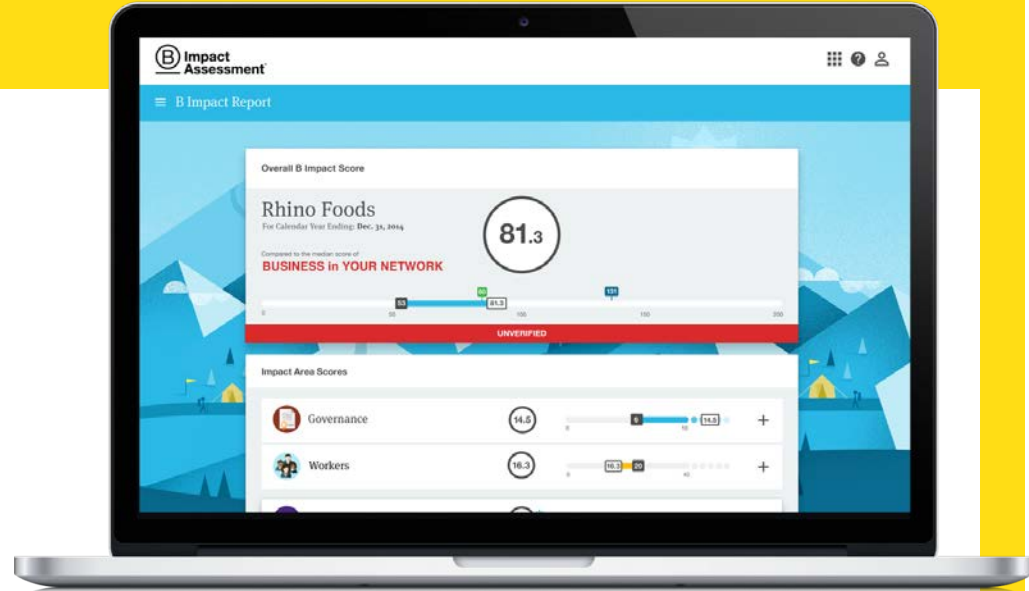 B Impact
Assessment
B Impact Report
Overall B Impact Score
Rhino Foods
For Calendar Year Ending: Dec. 31, 2014
81.3
Compared to the median score of
BUSINESS in YOUR NETWORK
80
131
53
81.3
0
50
100
150
200
UNVERIFIED
Impact Area Scores
Governance
14.5
6
14.5
0
10
Workers
16.3
16.3
20
0
40